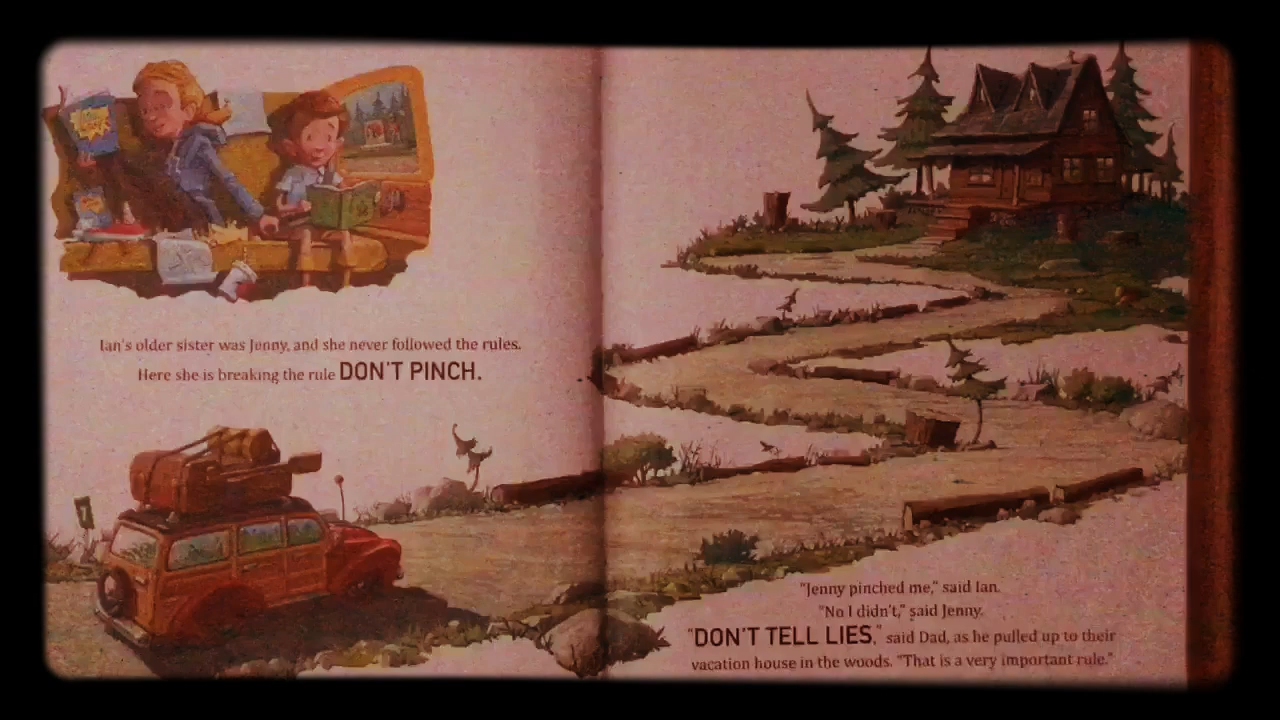 Ian's older sister was Jenny, and she never followed the rules.
Here she is breaking the rule DON'T PINCH.
7
"Jenny pinched me," said Ian.
"No I didn't," said Jenny.
"DON'T TELL LIES," said Dad, as he pulled up to their
vacation house in the woods. "That is a very important rule."